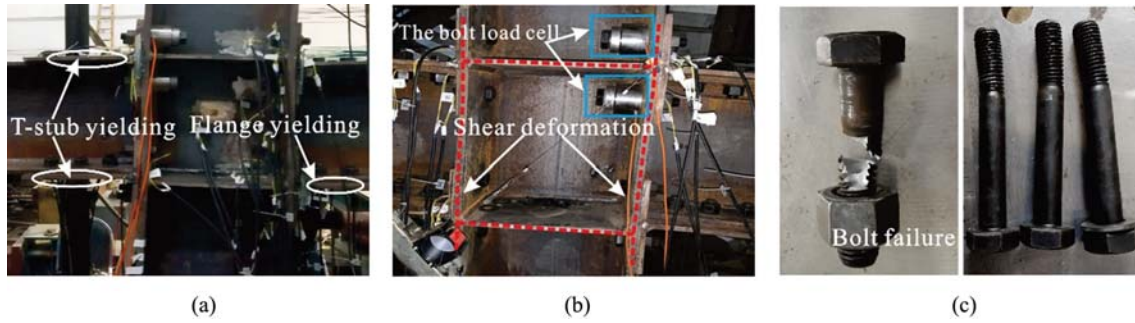 T-stub yielding
Flange yielding
The bolt load cell
Shear deformation
Bolt failure
(a)
(b)
(c)